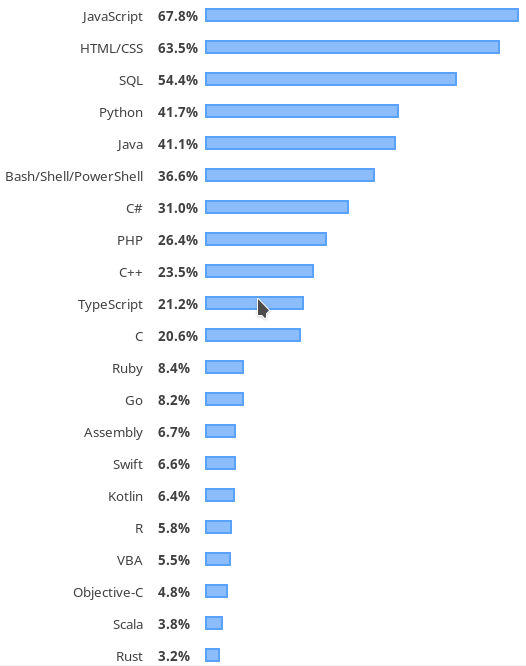 JavaScript 67.8%
HTML/CSS 63.5%
SQL 54.4%
Python 41.7%
Java 41.1%
Bash/Shell/PowerShell 36.6%
C# 31.0%
PHP 26.4%
C++ 23.5%
TypeScript 21.2%
C 20.6%
Ruby 8.4%
Go 8.2%
Assembly 6.7%
Swift 6.6%
Kotlin 6.4%
R 5.8%
VBA 5.5%
Objective-C 4.8%
Scala 3.8%
Rust 3.2%